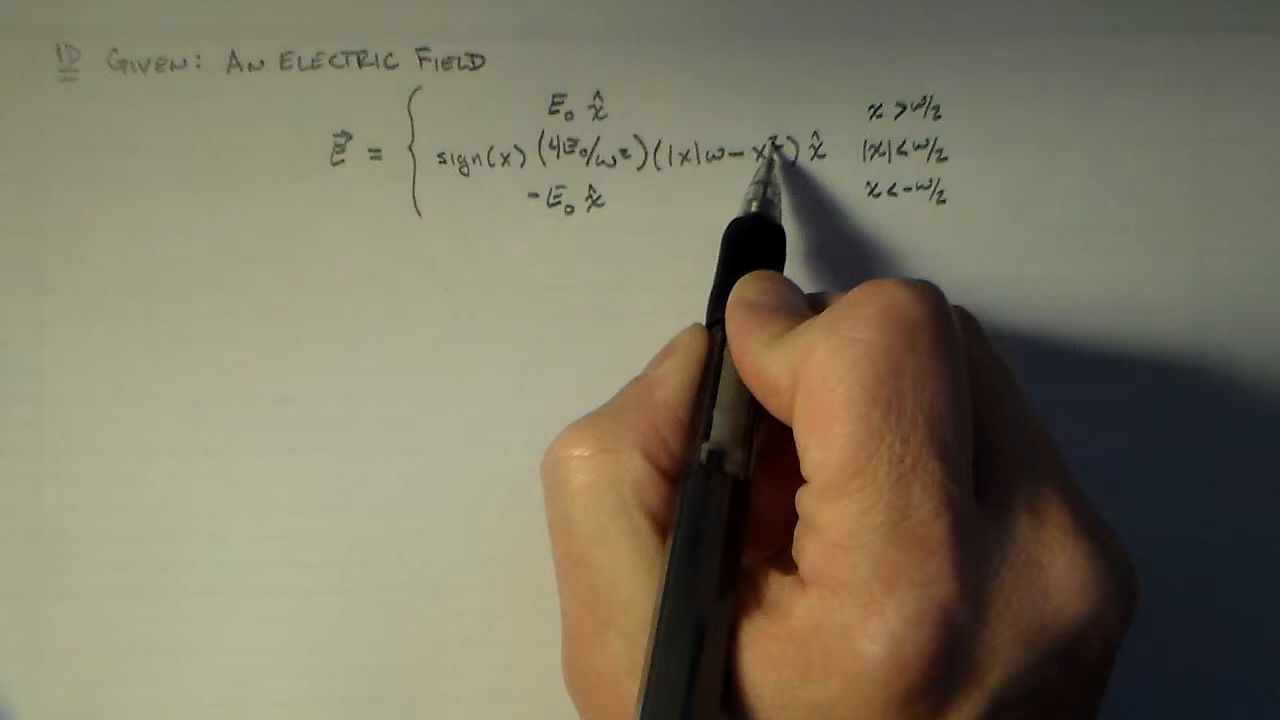 1D GIVEN: AN ELECTRIC FIELD
E₀ x̂ x > w/2
E⃗ = { sign(x) (4E₀/w²)(|x|w − x²) x̂ |x| < w/2
-E₀ x̂ x < -w/2